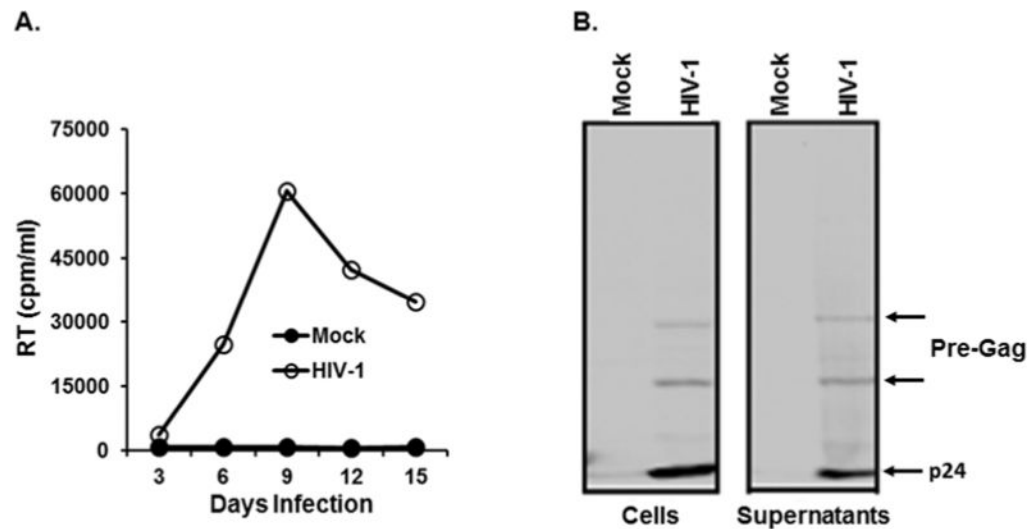 A.
75000
60000
45000
30000
15000
0
RT (cpm/ml)
Mock
HIV-1
3 6 9 12 15
Days Infection
B.
Mock HIV-1 Mock HIV-1
Pre-Gag
p24
Cells Supernatants